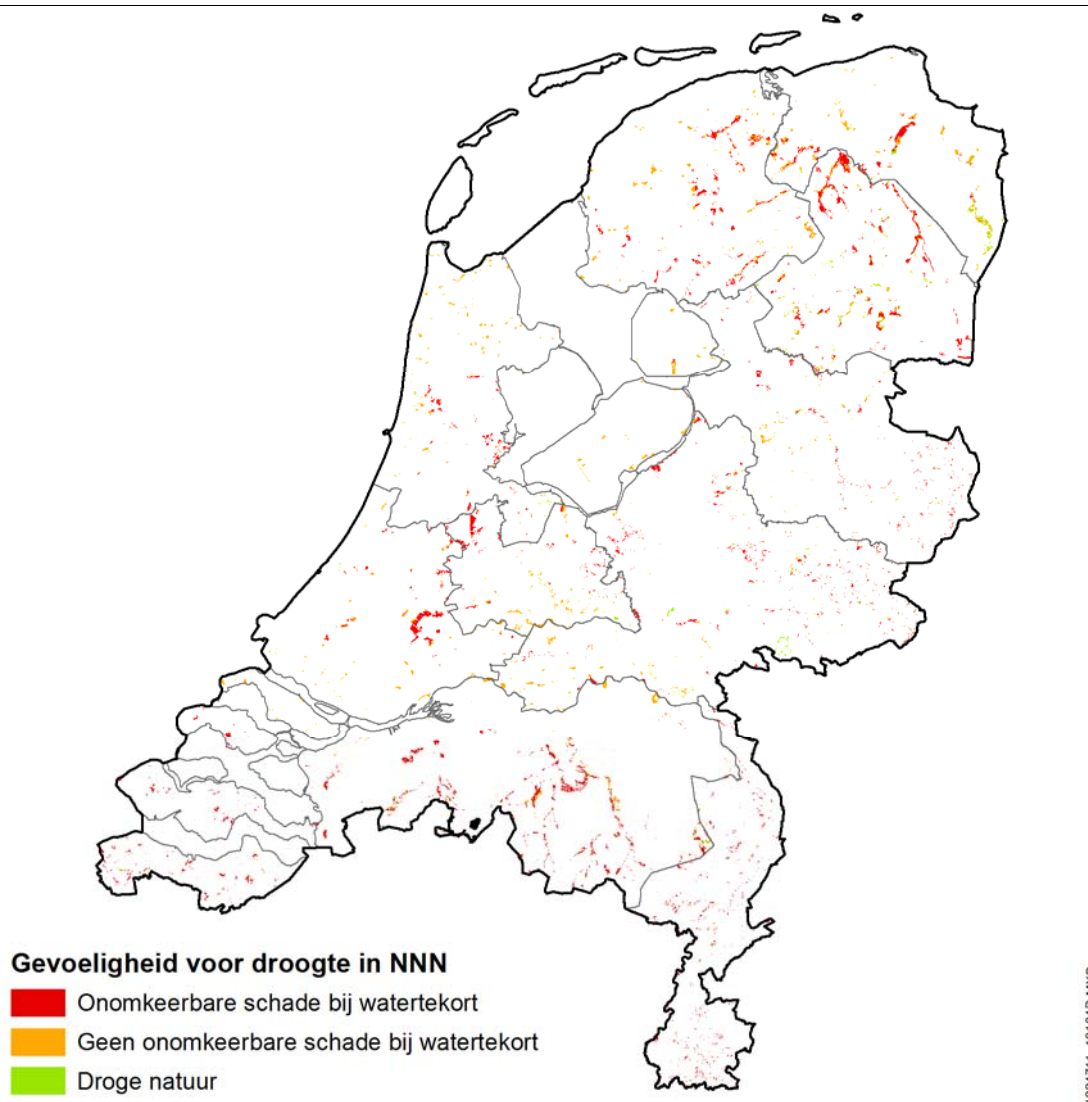 Gevoeligheid voor droogte in NNN
Onomkeerbare schade bij watertekort
Geen onomkeerbare schade bij watertekort
Droge natuur